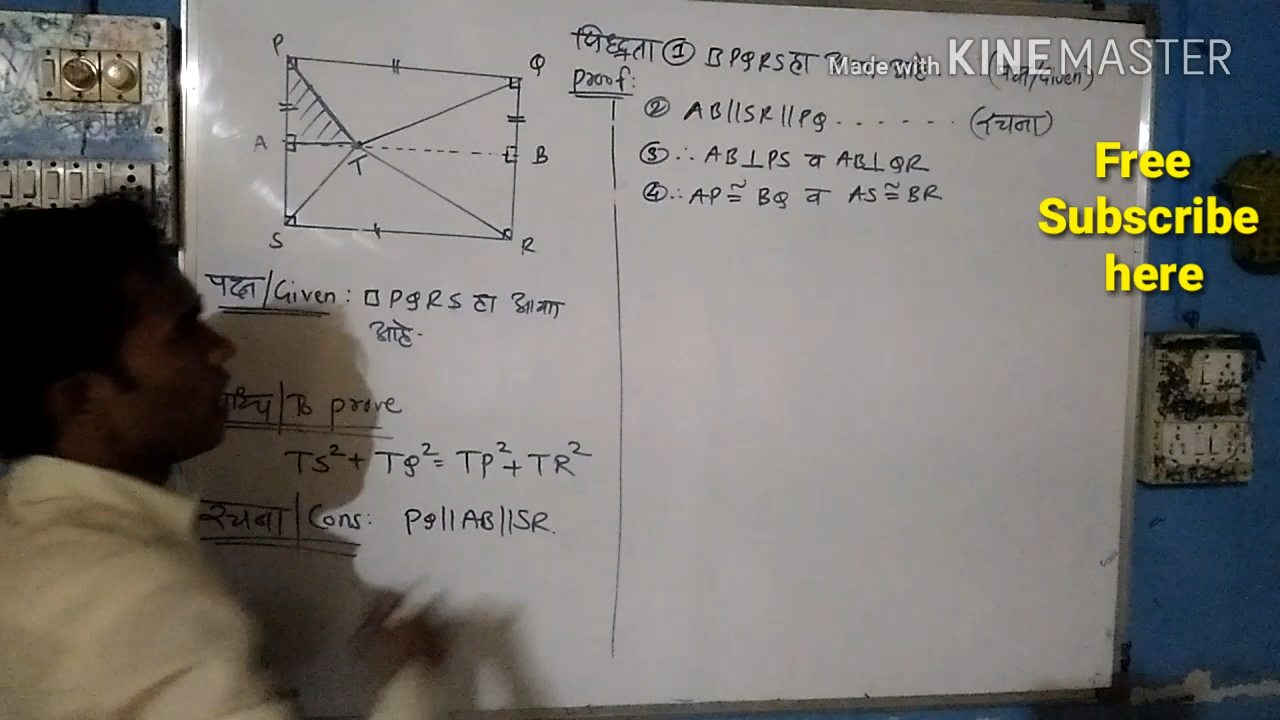 P
Q
A
T
B
S
R
पक्ष/Given: □ PQRS हा आयत
आहे.
/To prove
TS²+ TQ² = TP²+ TR²
रचना/Cons: PQ||AB||SR.
सिद्धता ① □ PQRS हा
Proof:
② AB||SR||PQ - - - - - - (रचना)
③ ∴ AB⊥PS व AB⊥QR
④ ∴ AP ≅ BQ व AS ≅ BR
Made with KINEMASTER
Free
Subscribe
here